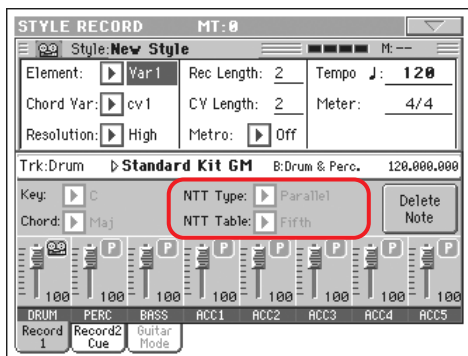 STYLE RECORD MT:0
Style:New Style M:--
Element: Var1 Rec Length: 2 Tempo ♩: 120
Chord Var: cv1 CV Length: 2 Meter: 4/4
Resolution: High Metro: Off
Trk:Drum Standard Kit GM B:Drum & Perc. 120.000.000
Key: C NTT Type: Parallel Delete
Chord: Maj NTT Table: Fifth Note
P P P P P P P
100 100 100 100 100 100 100 100
DRUM PERC BASS ACC1 ACC2 ACC3 ACC4 ACC5
Record 1 Record2 Cue Guitar Mode